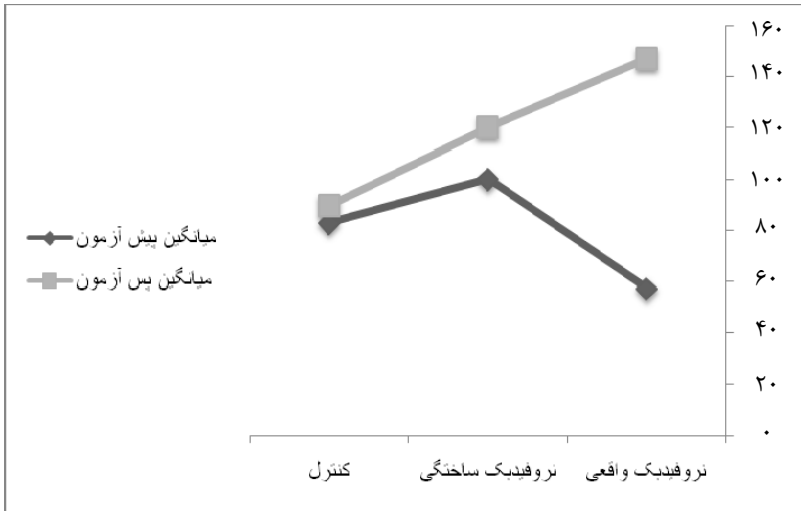 ۱۶۰
۱۴۰
۱۲۰
۱۰۰
۸۰
۶۰
۴۰
۲۰
۰
نروفیدبک واقعی
نروفیدبک ساختگی
کنترل
میانگین پیش آزمون
میانگین پس آزمون